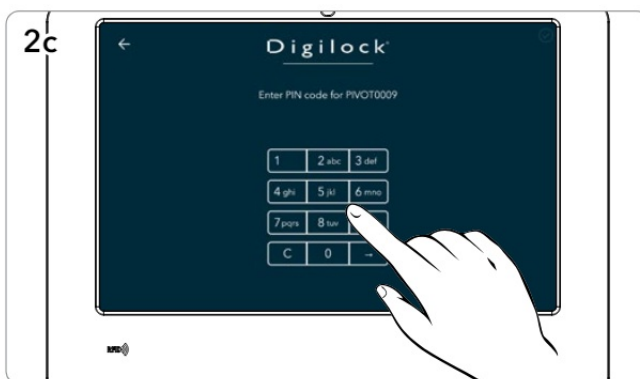 2c
←
Digilock
Enter PIN code for PIVOT0009
1 2 abc 3 def
4 ghi 5 jkl 6 mno
7 pqrs 8 tuv
C 0 →
RFID